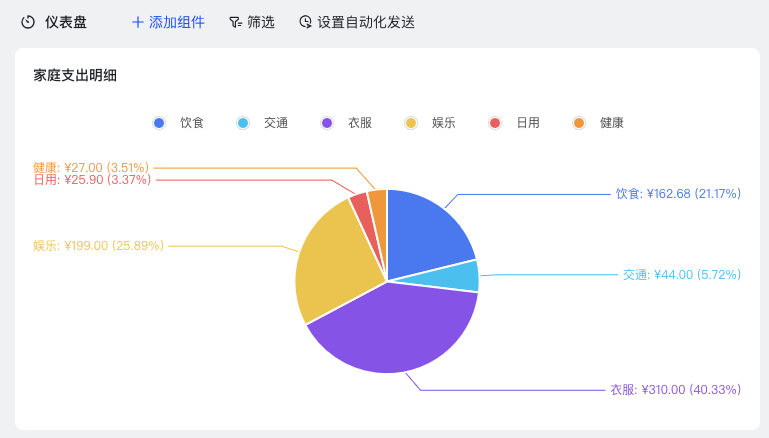 仪表盘 添加组件 筛选 设置自动化发送
家庭支出明细
饮食 交通 衣服 娱乐 日用 健康
健康: ¥27.00 (3.51%)
日用: ¥25.90 (3.37%)
饮食: ¥162.68 (21.17%)
娱乐: ¥199.00 (25.89%)
交通: ¥44.00 (5.72%)
衣服: ¥310.00 (40.33%)